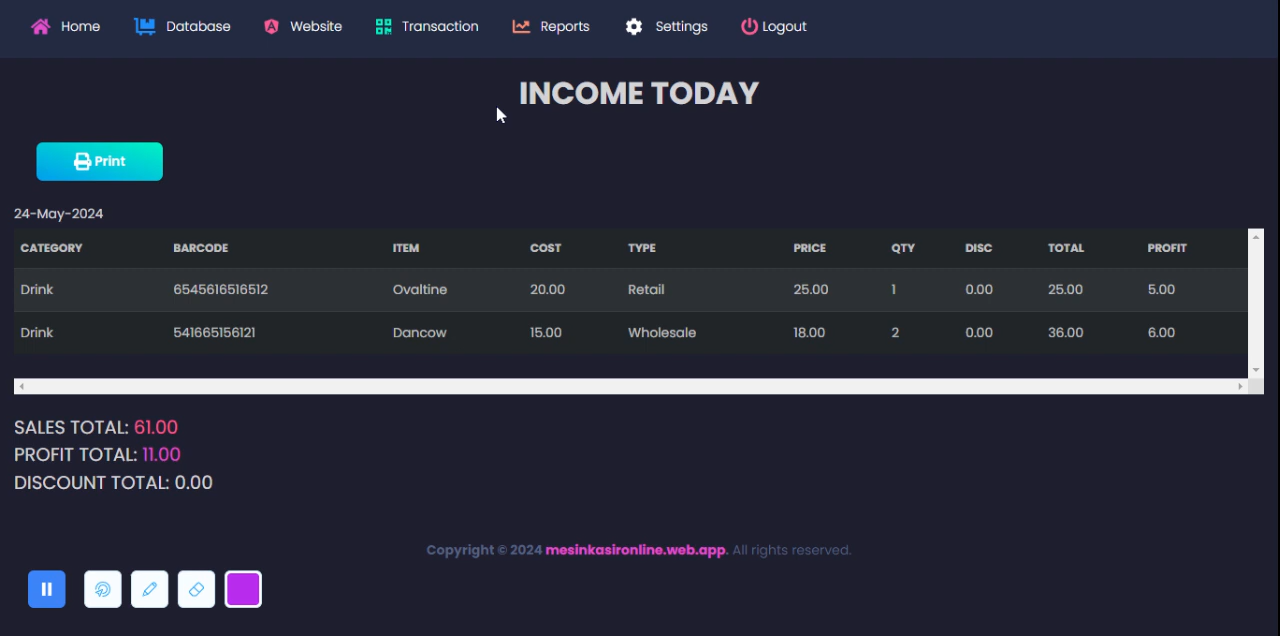 Home Database Website Transaction Reports Settings Logout
INCOME TODAY
Print
24-May-2024
CATEGORY BARCODE ITEM COST TYPE PRICE QTY DISC TOTAL PROFIT
Drink 6545616516512 Ovaltine 20.00 Retail 25.00 1 0.00 25.00 5.00
Drink 541665156121 Dancow 15.00 Wholesale 18.00 2 0.00 36.00 6.00
SALES TOTAL: 61.00
PROFIT TOTAL: 11.00
DISCOUNT TOTAL: 0.00
Copyright © 2024 mesinkasironline.web.app. All rights reserved.